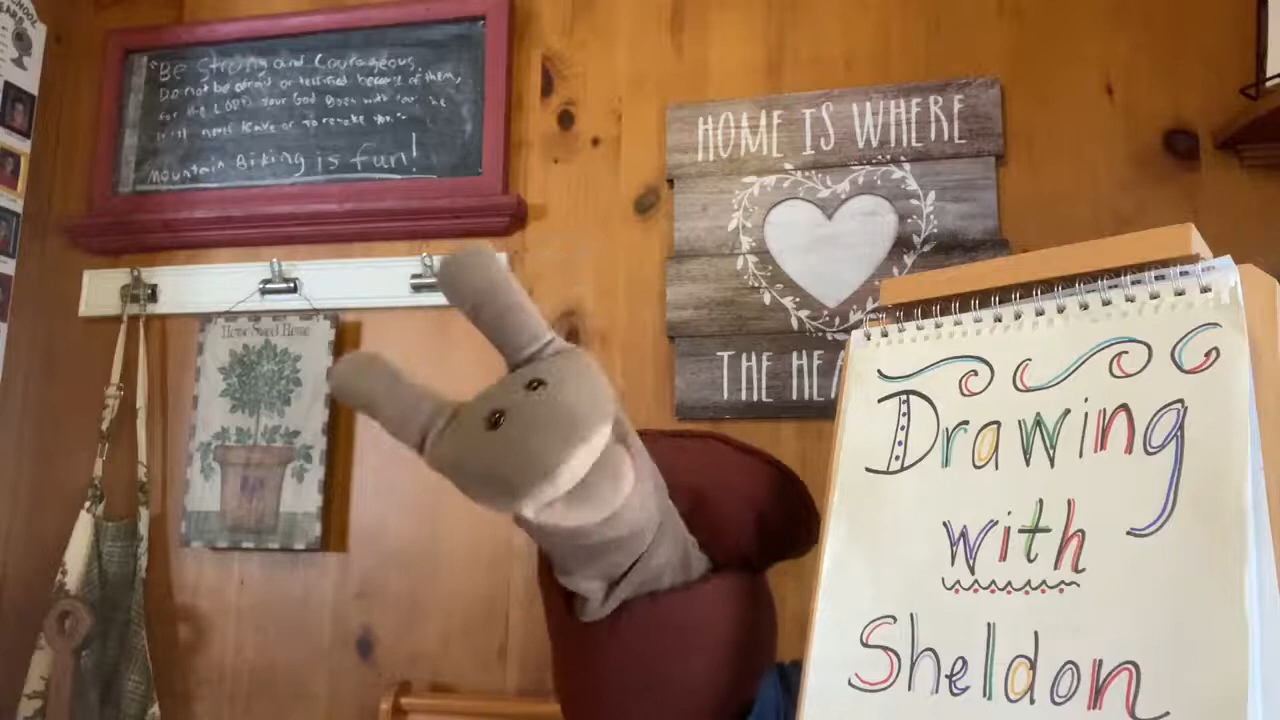 SCHOOL
"Be Strong and Courageous.
Do not be afraid or terrified because of them,
for the LORD your God goes with you; he
will never leave or
Mountain Biking is fun!
Home Sweet Home
HOME IS WHERE
THE HEA
Drawing
with
Sheldon